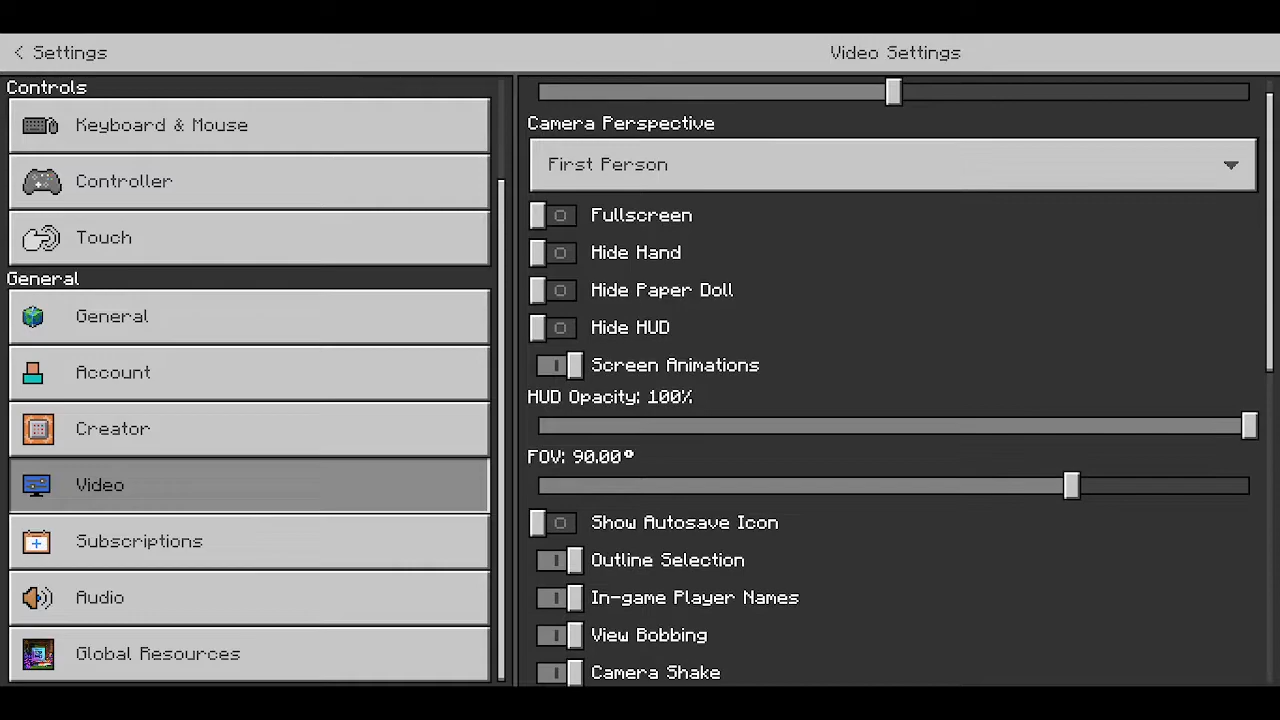 < Settings
Video Settings
Controls
Keyboard & Mouse
Controller
Touch
General
General
Account
Creator
Video
Subscriptions
Audio
Global Resources
Camera Perspective
First Person
Fullscreen
Hide Hand
Hide Paper Doll
Hide HUD
Screen Animations
HUD Opacity: 100%
FOV: 90.00°
Show Autosave Icon
Outline Selection
In-game Player Names
View Bobbing
Camera Shake